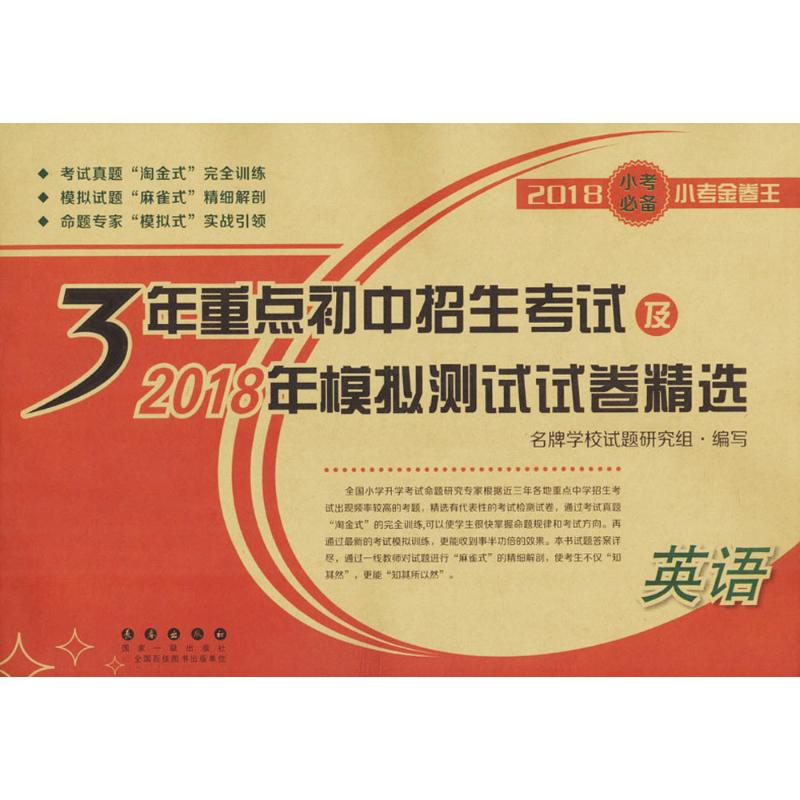 ◆ 考试真题“淘金式”完全训练
◆ 模拟试题“麻雀式”精细解剖
◆ 命题专家“模拟式”实战引领
2018 小考必备 小考金卷王
3年重点初中招生考试及
2018年模拟测试试卷精选
名牌学校试题研究组·编写
全国小学升学考试命题研究专家根据近三年各地重点中学招生考
试出现频率较高的考题，精选有代表性的考试检测试卷，通过考试真题
“淘金式”的完全训练,可以使学生很快掌握命题规律和考试方向。再
通过最新的考试模拟训练，更能收到事半功倍的效果。本书试题答案详
尽，通过一线教师对试题进行“麻雀式”的精细解剖，使考生不仅“知
其然”，更能“知其所以然”。
英语
长春出版社
国家一级出版社
全国百佳图书出版单位